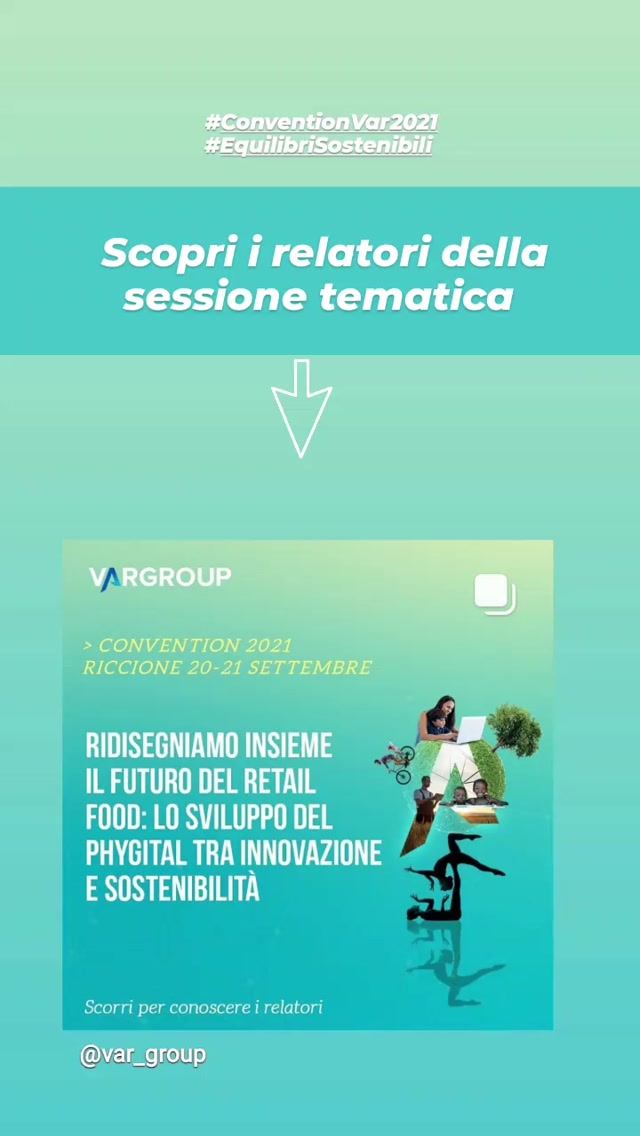 #ConventionVar2021
#EquilibriSostenibili
Scopri i relatori della
sessione tematica
VARGROUP
> CONVENTION 2021
RICCIONE 20-21 SETTEMBRE
RIDISEGNIAMO INSIEME
IL FUTURO DEL RETAIL
FOOD: LO SVILUPPO DEL
PHYGITAL TRA INNOVAZIONE
E SOSTENIBILITÀ
Scorri per conoscere i relatori
@var_group